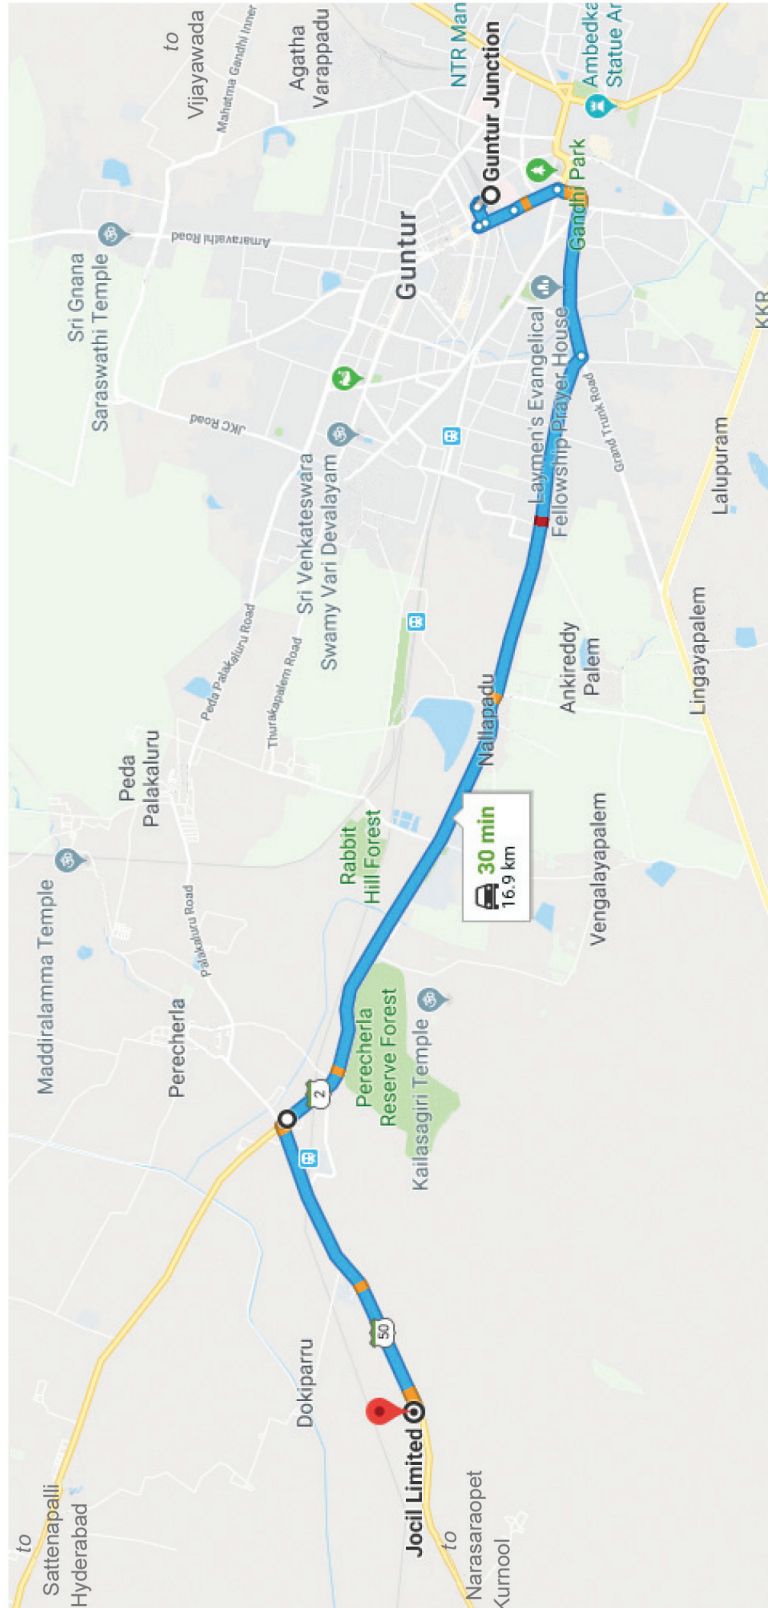 to
Vijayawada
Mahatma Gandhi Inner
Agatha
Varappadu
NTR Man
Ambedka
Statue Ar
Guntur Junction
Gandhi Park
Guntur
Amaravathi Road
Sri Gnana
Saraswathi Temple
JKC Road
Laymen's Evangelical
Fellowship Prayer House
Grand Trunk Road
KKR
Lalupuram
Sri Venkateswara
Swamy Vari Devalayam
Peda Palakaluru Road
Thurakapalem Road
Ankireddy
Palem
Lingayapalem
Nallapadu
Peda
Palakaluru
Rabbit
Hill Forest
30 min
16.9 km
Vengalayapalem
Maddiralamma Temple
Palakaluru Road
Perecherla
Perecherla
Reserve Forest
Kailasagiri Temple
2
50
Dokiparru
Jocil Limited
to
Sattenapalli
Hyderabad
to
Narasaraopet
Kurnool